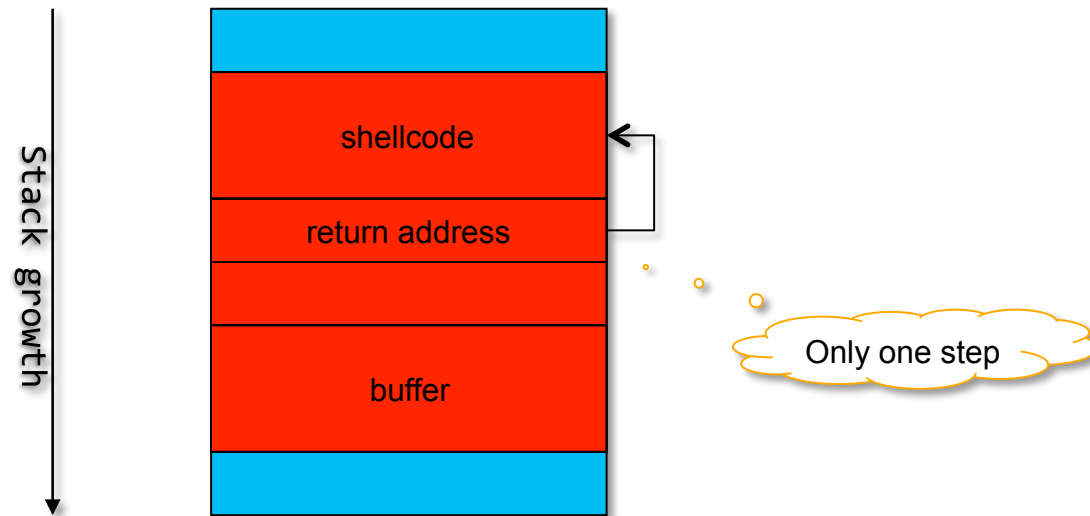 Stack growth
shellcode
return address
buffer
Only one step